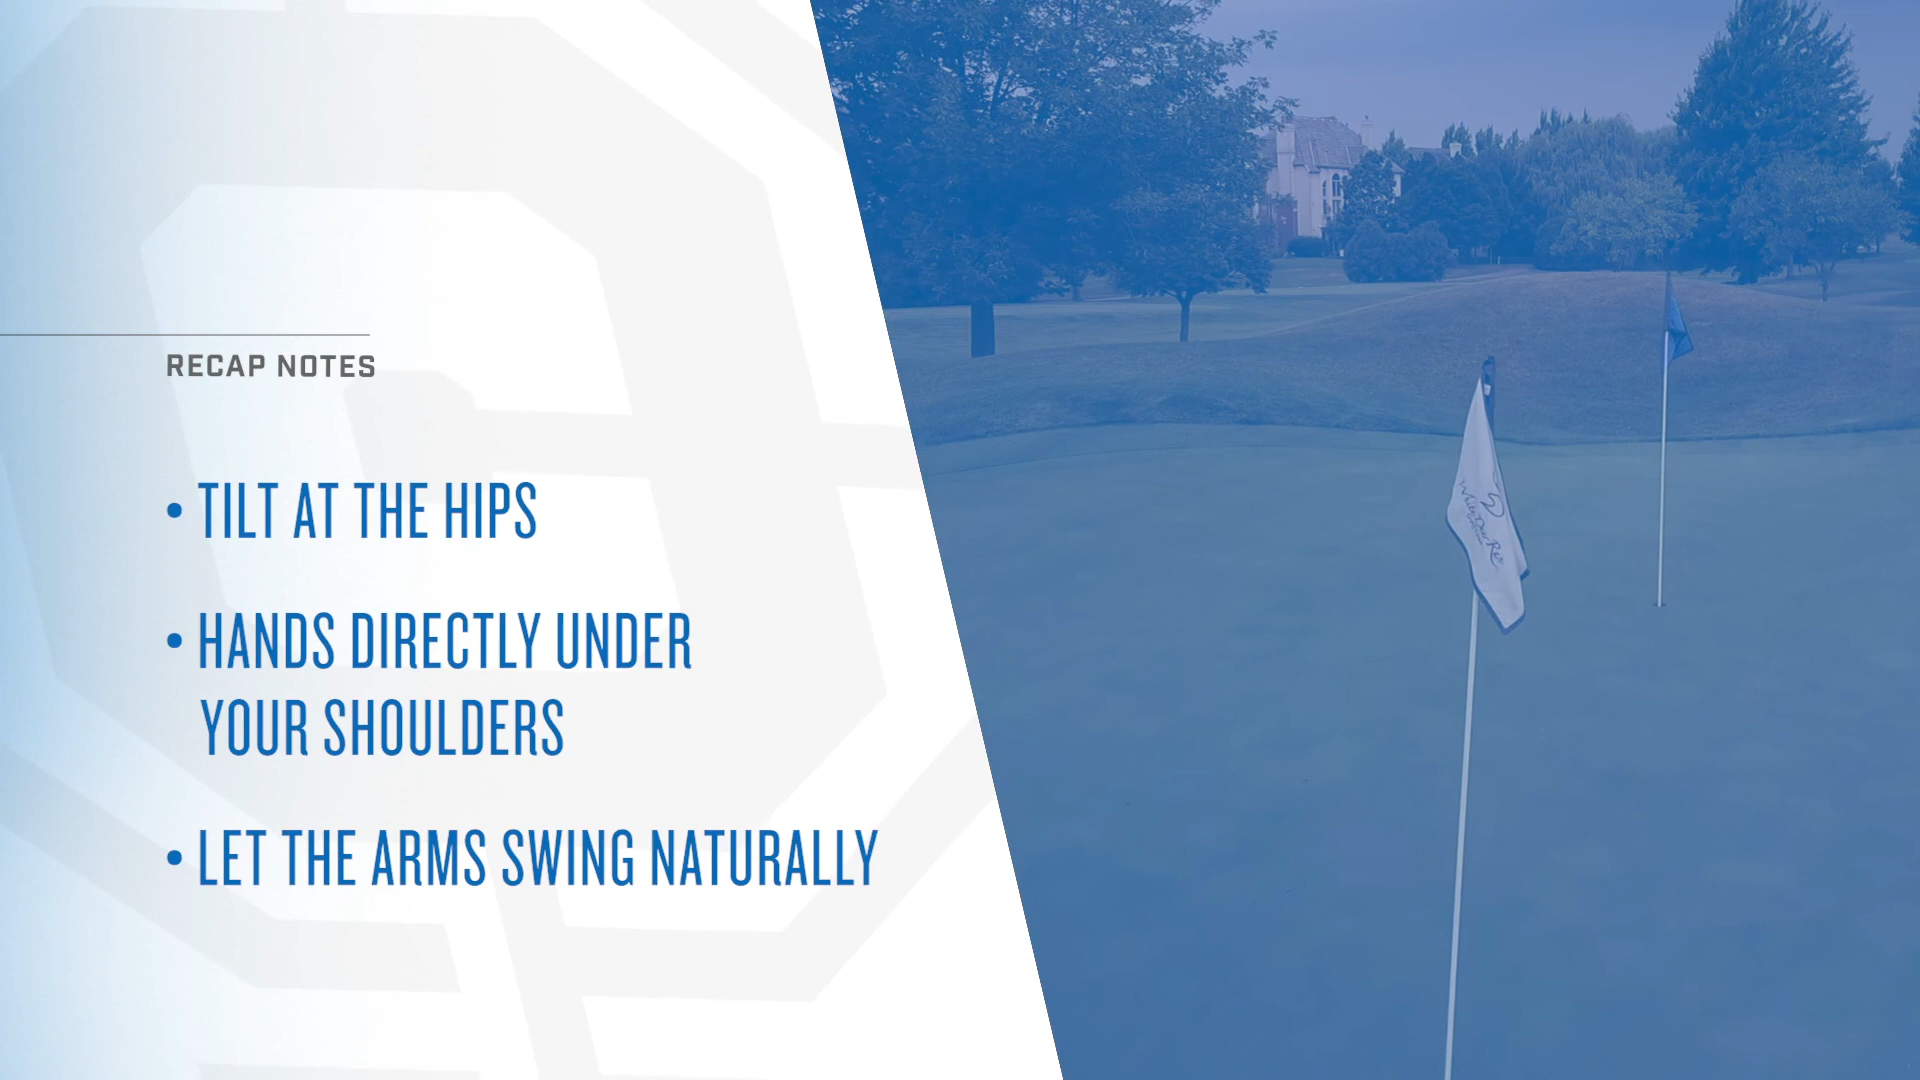 RECAP NOTES
• TILT AT THE HIPS
• HANDS DIRECTLY UNDER
YOUR SHOULDERS
• LET THE ARMS SWING NATURALLY